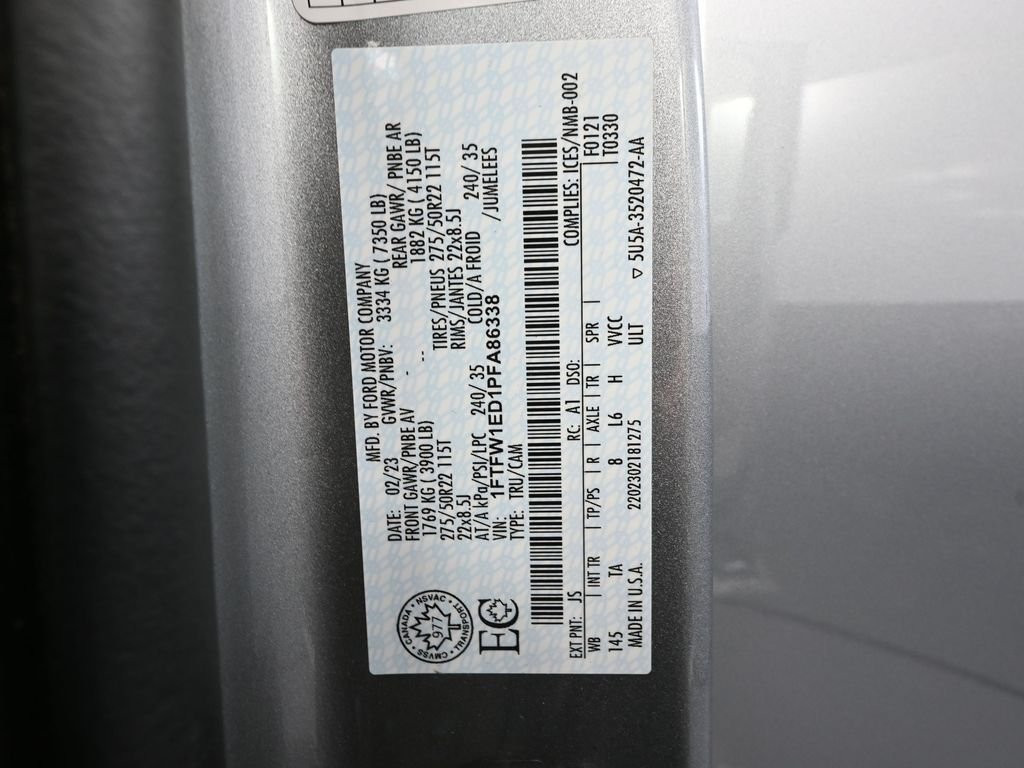 MFD. BY FORD MOTOR COMPANY
DATE: 02/23 GVWR/PNBV: 3334 KG ( 7350 LB)
FRONT GAWR/PNBE AV REAR GAWR/ PNBE AR
1769 KG ( 3900 LB) - -- 1882 KG ( 4150 LB)
275/50R22 115T TIRES/PNEUS 275/50R22 115T
22x8.5J RIMS/JANTES 22x8.5J
AT/A kPa/PSI/LPC 240/ 35 COLD/A FROID 240/ 35
VIN: 1FTFW1ED1PFA86338 /JUMELEES
TYPE: TRU/CAM
CANADA • NSVAC • TRANSPORT • CMVSS •
977
EC
EXT PNT: JS RC: A1 DSO: COMPLIES: ICES/NMB-002
WB | INT TR | TP/PS | R | AXLE | TR | SPR | F0121
145 TA 8 L6 H VVCC | T0330
MADE IN U.S.A. 2202302181275 ULT ▽ 5U5A-3520472-AA